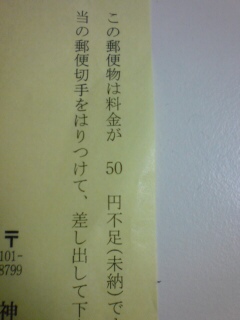 この郵便物は料金が 50 円不足(未納)で
当の郵便切手をはりつけて、差し出して下
〒
101-
8799
神